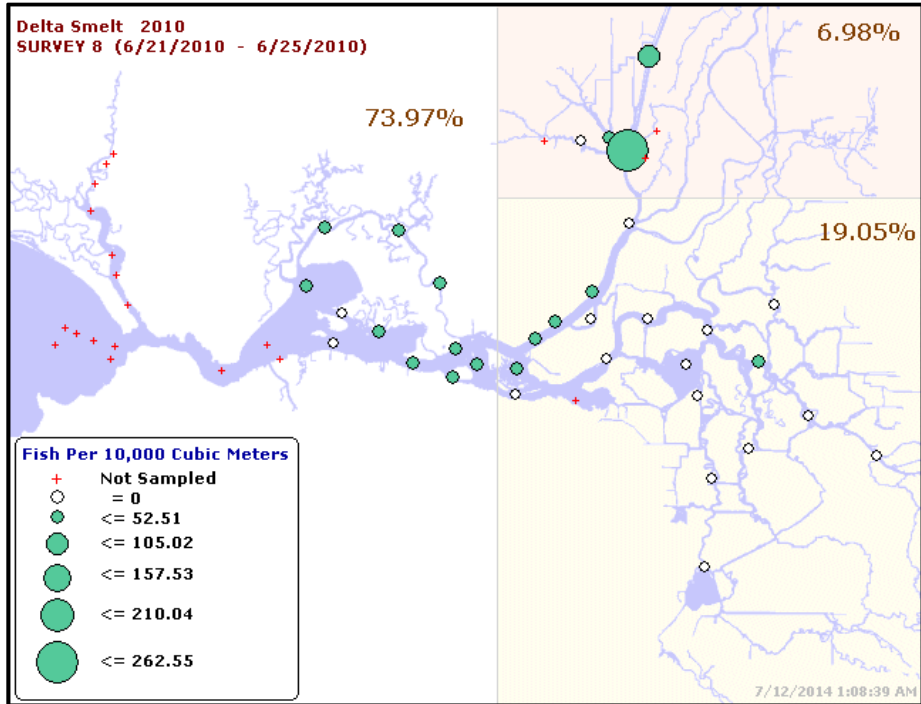 Delta Smelt 2010
SURVEY 8 (6/21/2010 - 6/25/2010)
73.97%
6.98%
19.05%
Fish Per 10,000 Cubic Meters
Not Sampled
= 0
<= 52.51
<= 105.02
<= 157.53
<= 210.04
<= 262.55
7/12/2014 1:08:39 AM